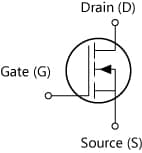 Drain (D)
Gate (G)
Source (S)